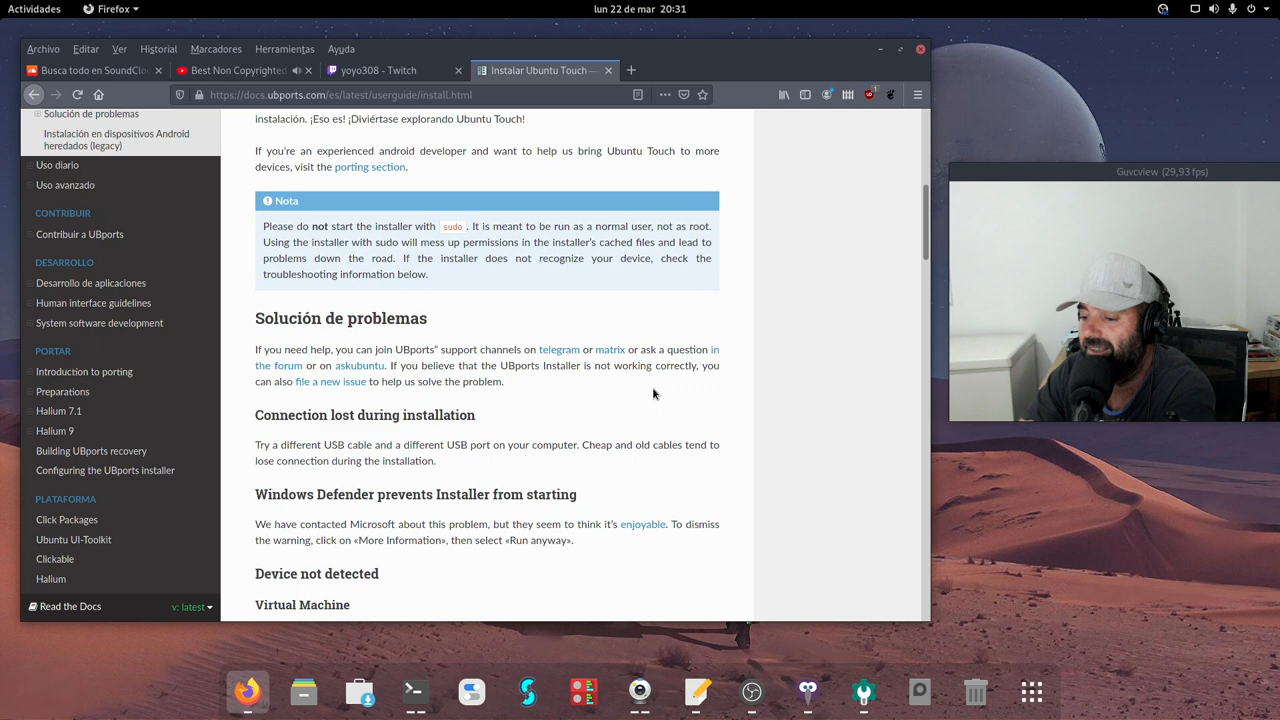 Actividades
Firefox
lun 22 de mar 20:31
Archivo Editar Ver Historial Marcadores Herramientas Ayuda
Busca todo en SoundClo
Best Non Copyrighted
yoyo308 - Twitch
Instalar Ubuntu Touch —
https://docs.ubports.com/es/latest/userguide/install.html
1
Solución de problemas
Instalación en dispositivos Android
heredados (legacy)
Uso diario
Uso avanzado
CONTRIBUIR
Contribuir a UBports
DESARROLLO
Desarrollo de aplicaciones
Human interface guidelines
System software development
PORTAR
Introduction to porting
Preparations
Halium 7.1
Halium 9
Building UBports recovery
Configuring the UBports installer
PLATAFORMA
Click Packages
Ubuntu UI-Toolkit
Clickable
Halium
Read the Docs
v: latest
instalación. ¡Eso es! ¡Diviértase explorando Ubuntu Touch!
If you're an experienced android developer and want to help us bring Ubuntu Touch to more
devices, visit the porting section.
Nota
Please do not start the installer with sudo. It is meant to be run as a normal user, not as root.
Using the installer with sudo will mess up permissions in the installer's cached files and lead to
problems down the road. If the installer does not recognize your device, check the
troubleshooting information below.
Solución de problemas
If you need help, you can join UBports" support channels on telegram or matrix or ask a question in
the forum or on askubuntu. If you believe that the UBports Installer is not working correctly, you
can also file a new issue to help us solve the problem.
Connection lost during installation
Try a different USB cable and a different USB port on your computer. Cheap and old cables tend to
lose connection during the installation.
Windows Defender prevents Installer from starting
We have contacted Microsoft about this problem, but they seem to think it's enjoyable. To dismiss
the warning, click on «More Information», then select «Run anyway».
Device not detected
Virtual Machine
Guvcview (29,93 fps)